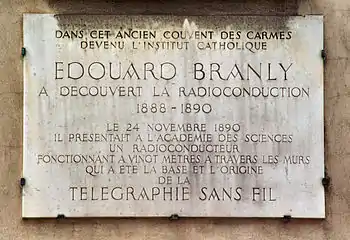 DANS CET ANCIEN COUVENT DES CARMES
DEVENU L'INSTITUT CATHOLIQUE
EDOUARD BRANLY
A DECOUVERT LA RADIOCONDUCTION
1888-1890
LE 24 NOVEMBRE 1890
IL PRESENTAIT A L'ACADEMIE DES SCIENCES
UN RADIOCONDUCTEUR
FONCTIONNANT A VINGT METRES A TRAVERS LES MURS
QUI A ÉTÉ LA BASE ET L'ORIGINE
DE LA
TELEGRAPHIE SANS FIL